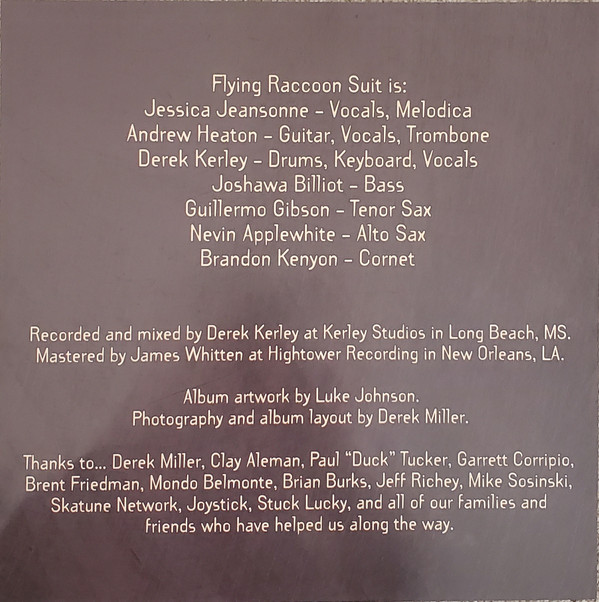 Flying Raccoon Suit is:
Jessica Jeansonne - Vocals, Melodica
Andrew Heaton - Guitar, Vocals, Trombone
Derek Kerley - Drums, Keyboard, Vocals
Joshawa Billiot - Bass
Guillermo Gibson - Tenor Sax
Nevin Applewhite - Alto Sax
Brandon Kenyon - Cornet
Recorded and mixed by Derek Kerley at Kerley Studios in Long Beach, MS.
Mastered by James Whitten at Hightower Recording in New Orleans, LA.
Album artwork by Luke Johnson.
Photography and album layout by Derek Miller.
Thanks to... Derek Miller, Clay Aleman, Paul “Duck” Tucker, Garrett Corripio,
Brent Friedman, Mondo Belmonte, Brian Burks, Jeff Richey, Mike Sosinski,
Skatune Network, Joystick, Stuck Lucky, and all of our families and
friends who have helped us along the way.